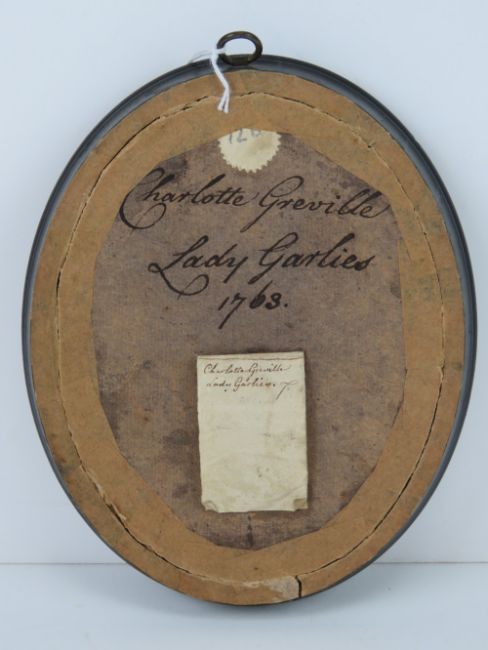 Charlotte Greville
Lady Garlies
1763.
Charlotte Greville
Lady Garlies.